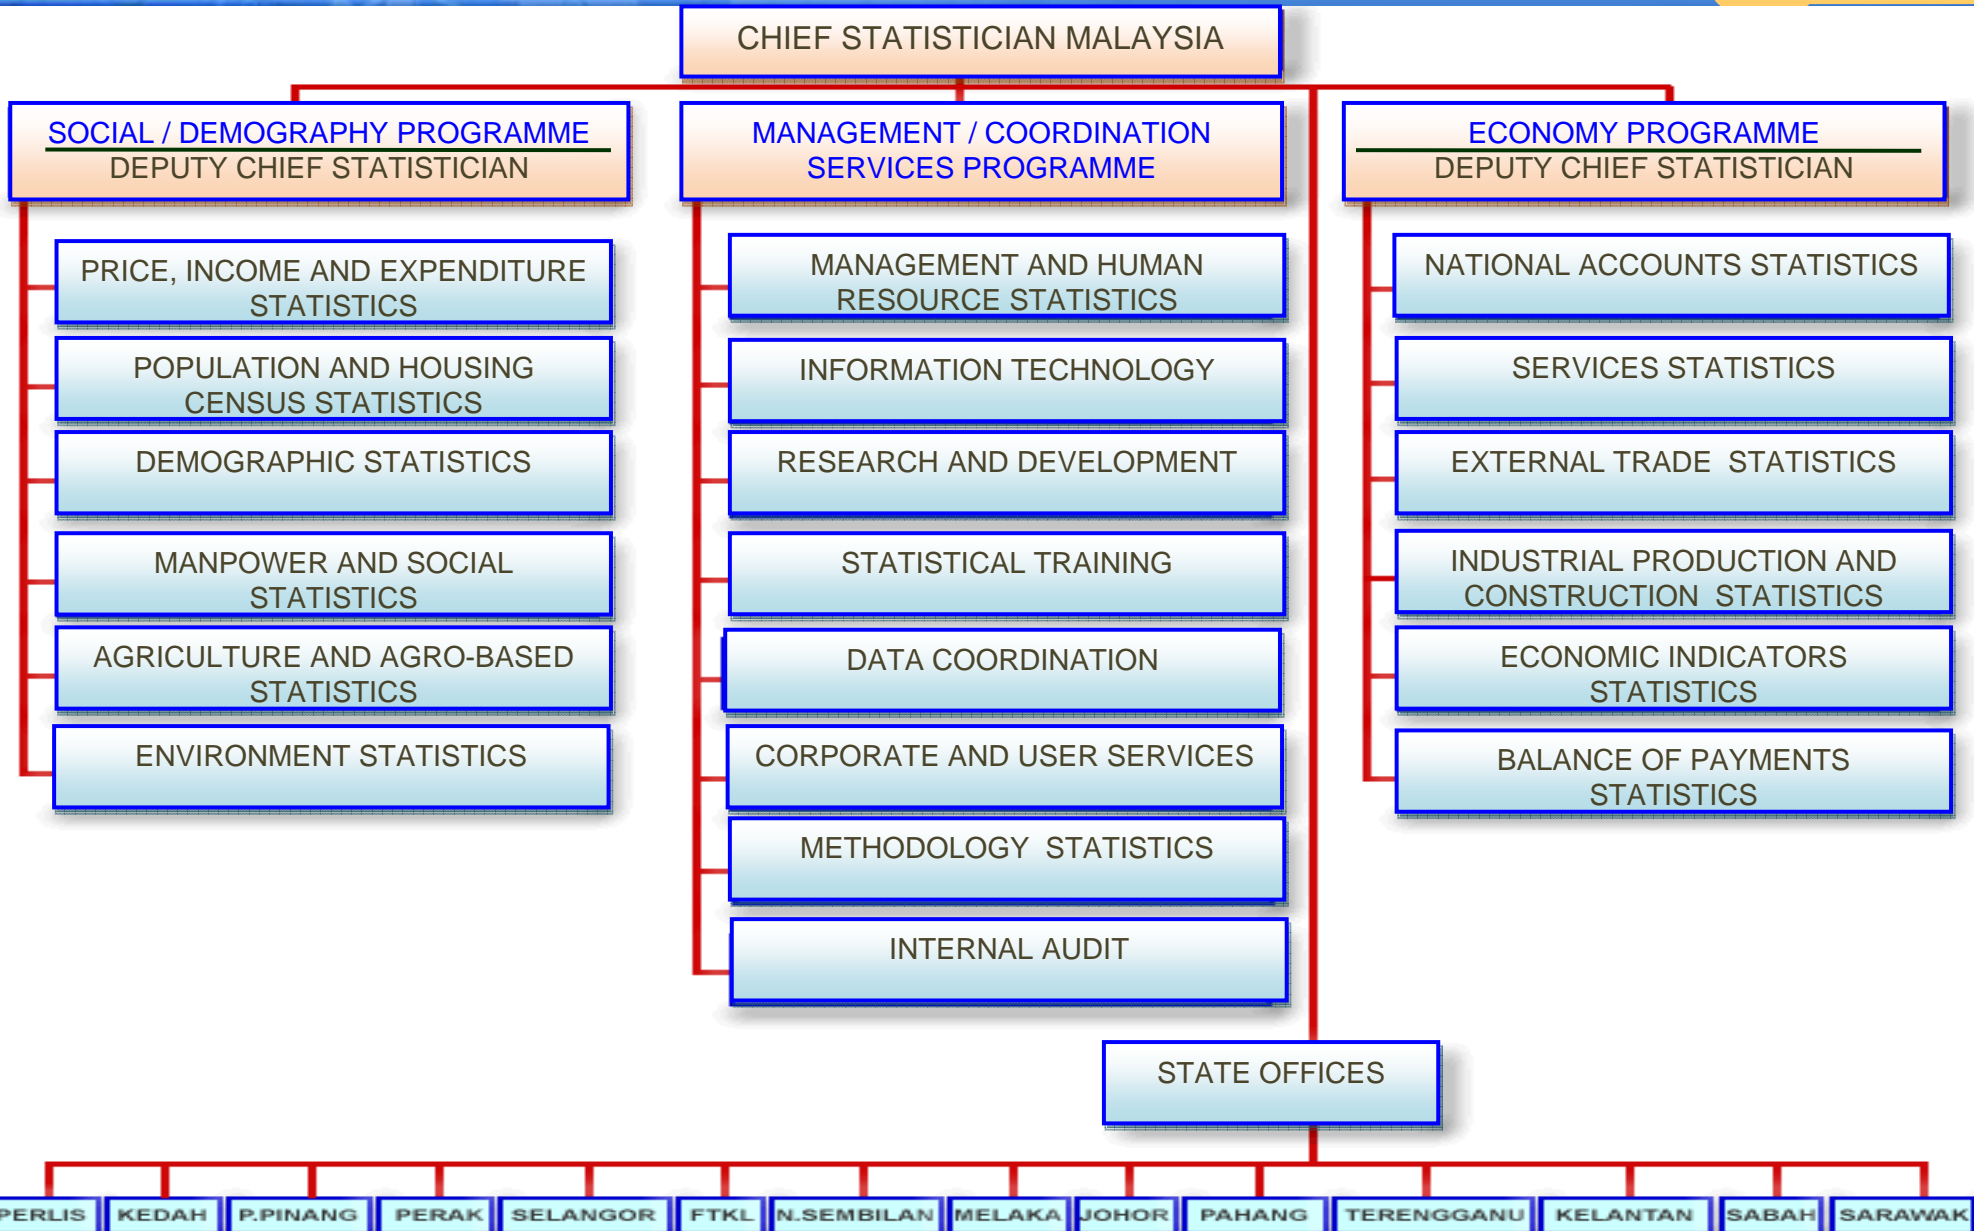 CHIEF STATISTICIAN MALAYSIA
SOCIAL / DEMOGRAPHY PROGRAMME
DEPUTY CHIEF STATISTICIAN
PRICE, INCOME AND EXPENDITURE
STATISTICS
POPULATION AND HOUSING
CENSUS STATISTICS
DEMOGRAPHIC STATISTICS
MANPOWER AND SOCIAL
STATISTICS
AGRICULTURE AND AGRO-BASED
STATISTICS
ENVIRONMENT STATISTICS
MANAGEMENT / COORDINATION
SERVICES PROGRAMME
MANAGEMENT AND HUMAN
RESOURCE STATISTICS
INFORMATION TECHNOLOGY
RESEARCH AND DEVELOPMENT
STATISTICAL TRAINING
DATA COORDINATION
CORPORATE AND USER SERVICES
METHODOLOGY STATISTICS
INTERNAL AUDIT
ECONOMY PROGRAMME
DEPUTY CHIEF STATISTICIAN
NATIONAL ACCOUNTS STATISTICS
SERVICES STATISTICS
EXTERNAL TRADE STATISTICS
INDUSTRIAL PRODUCTION AND
CONSTRUCTION STATISTICS
ECONOMIC INDICATORS
STATISTICS
BALANCE OF PAYMENTS
STATISTICS
STATE OFFICES
PERLIS
KEDAH
P.PINANG
PERAK
SELANGOR
FTKL
N.SEMBILAN
MELAKA
JOHOR
PAHANG
TERENGGANU
KELANTAN
SABAH
SARAWAK